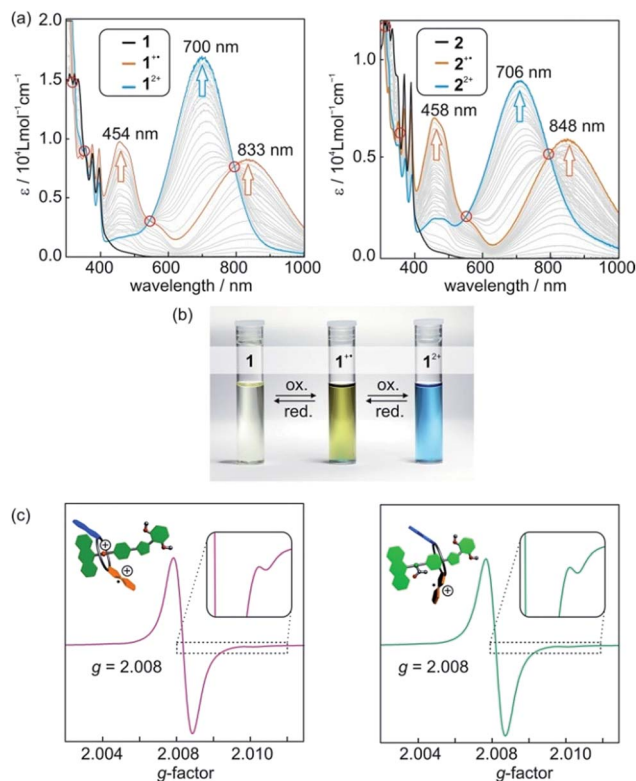 (a)
2.0
1.5
1.0
0.5
0.0
ε / 10⁴Lmol⁻¹cm⁻¹
1
1⁺•
1²⁺
700 nm
454 nm
833 nm
400 600 800 1000
wavelength / nm
1.0
0.5
0.0
ε / 10⁴Lmol⁻¹cm⁻¹
2
2⁺•
2²⁺
706 nm
458 nm
848 nm
400 600 800 1000
wavelength / nm
(b)
1 1⁺• 1²⁺
ox. ox.
red. red.
(c)
g = 2.008
2.004 2.008 2.010
g-factor
g = 2.008
2.004 2.008 2.010
g-factor